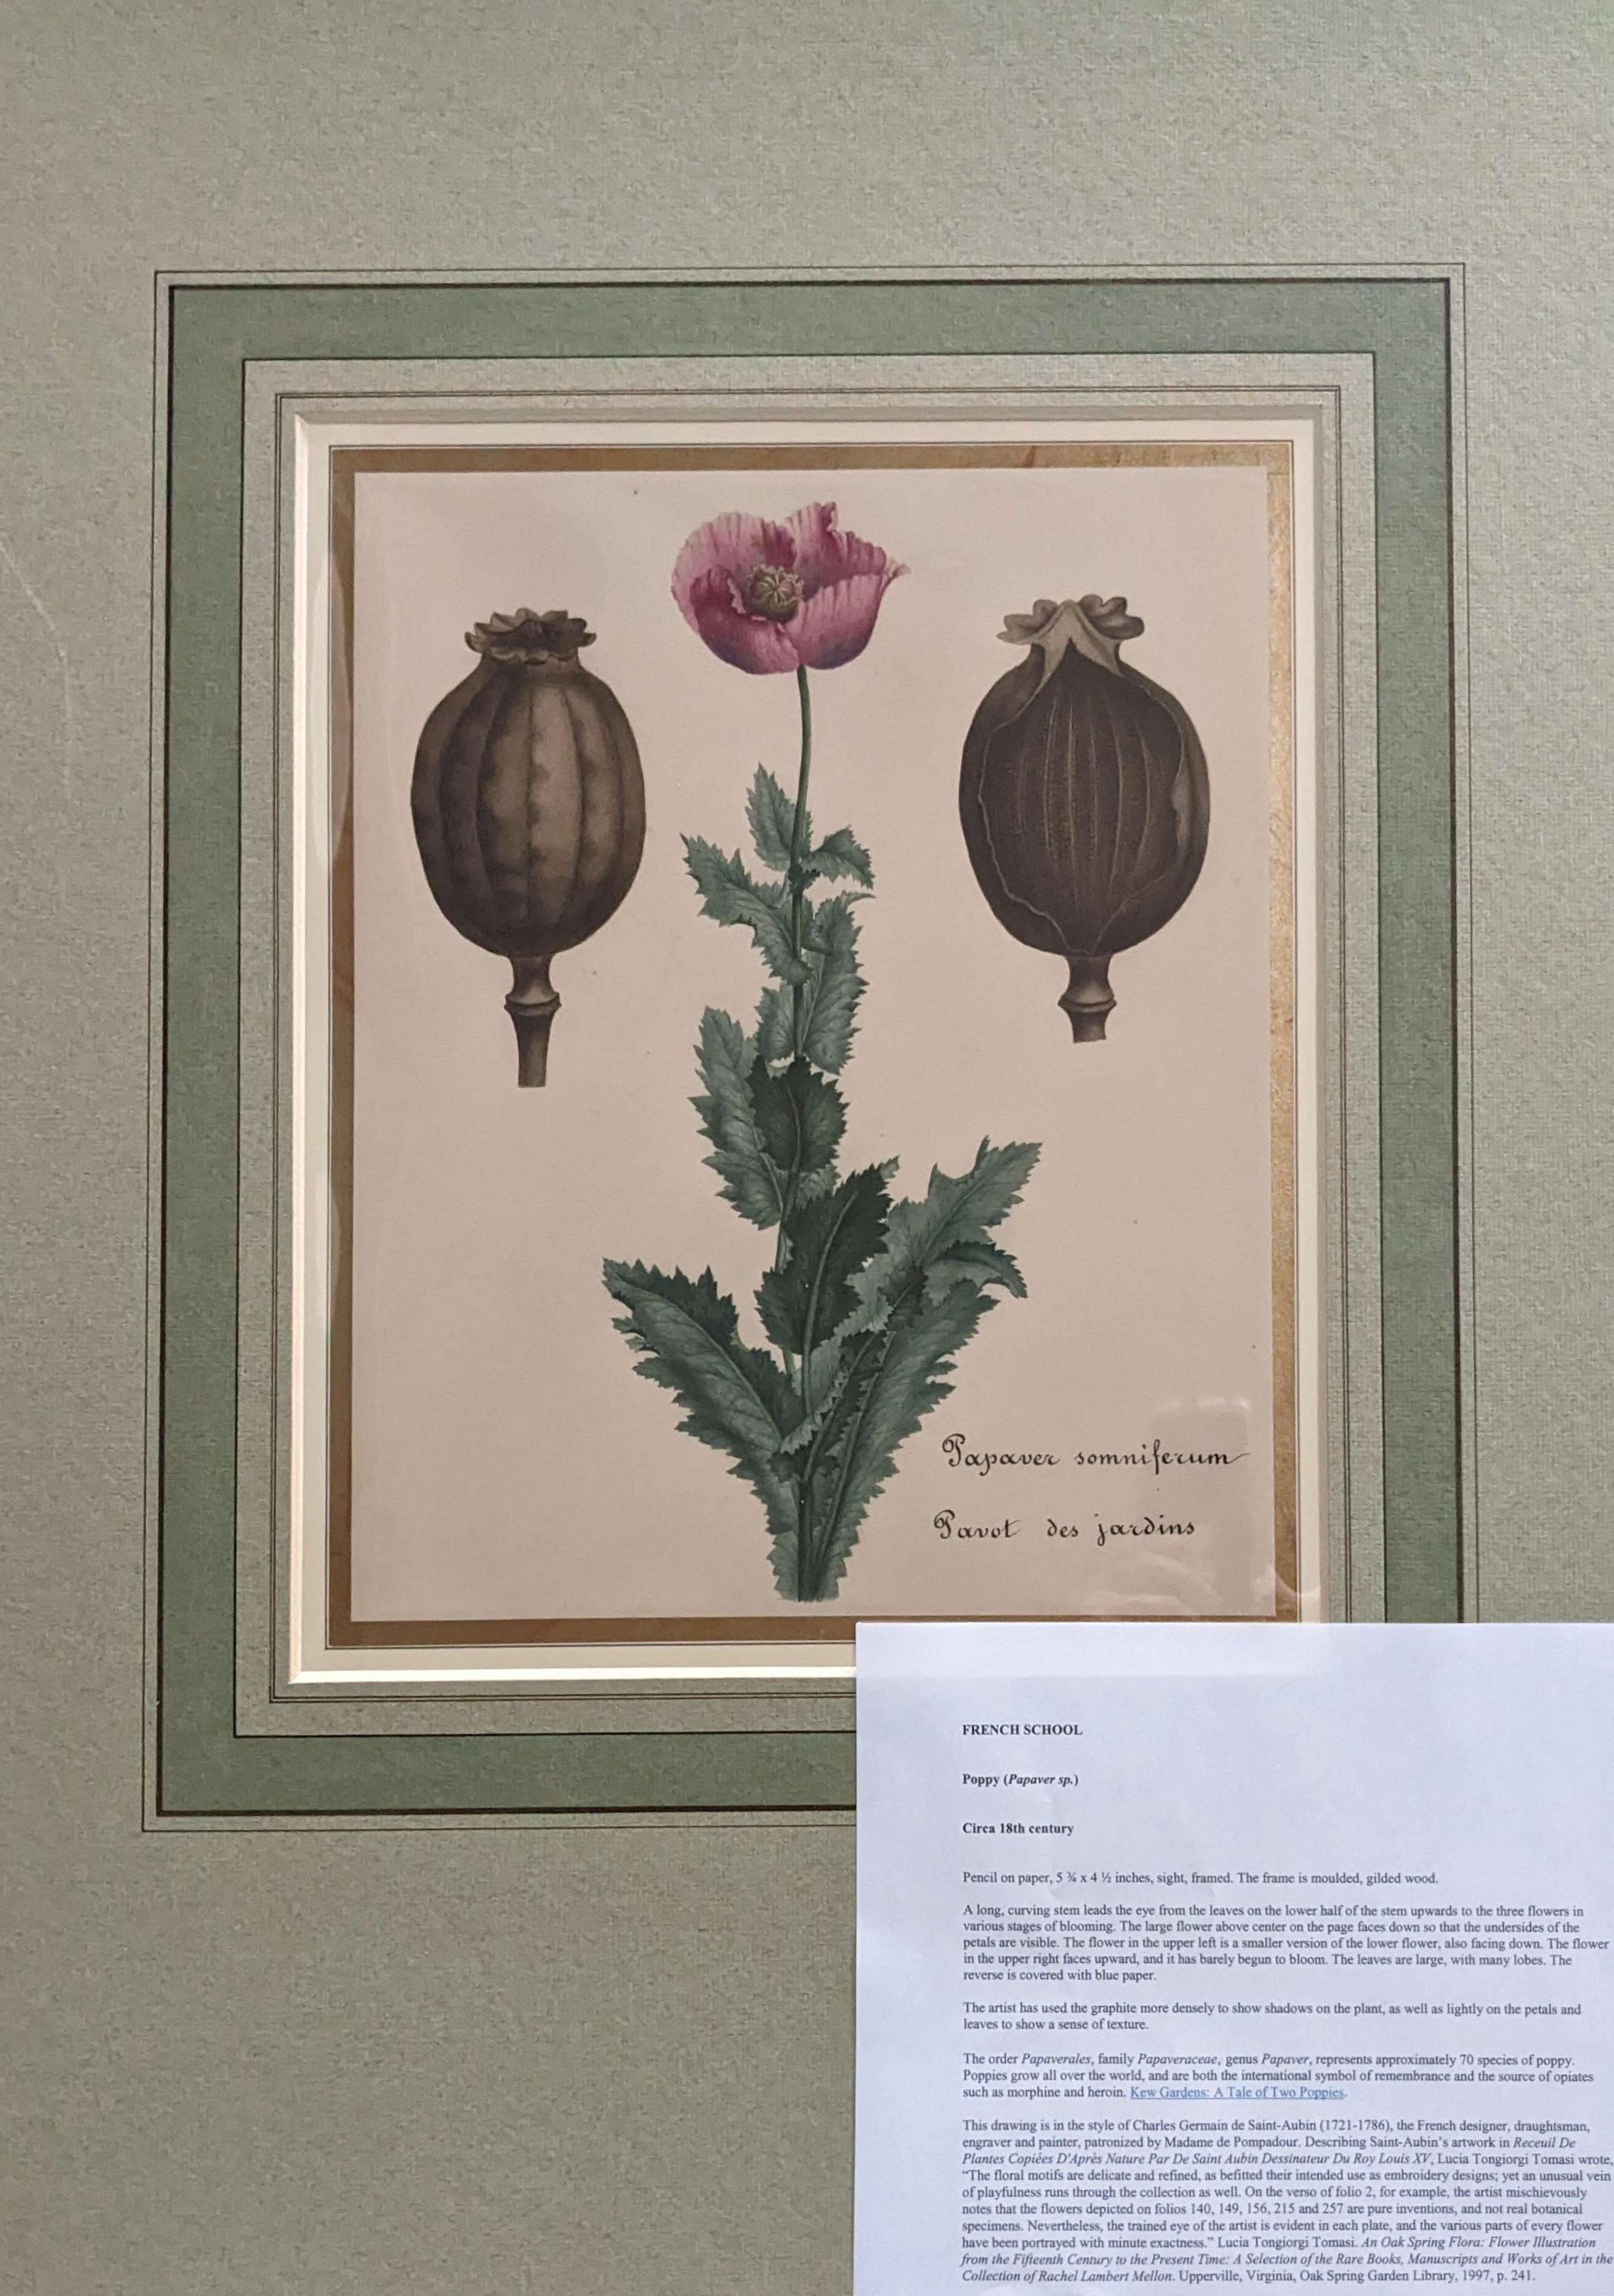 Papaver somniferum
Pavot des jardins
FRENCH SCHOOL
Poppy (Papaver sp.)
Circa 18th century
Pencil on paper, 5 ¾ x 4 ½ inches, sight, framed. The frame is moulded, gilded wood.
A long, curving stem leads the eye from the leaves on the lower half of the stem upwards to the three flowers in
various stages of blooming. The large flower above center on the page faces down so that the undersides of the
petals are visible. The flower in the upper left is a smaller version of the lower flower, also facing down. The flower
in the upper right faces upward, and it has barely begun to bloom. The leaves are large, with many lobes. The
reverse is covered with blue paper.
The artist has used the graphite more densely to show shadows on the plant, as well as lightly on the petals and
leaves to show a sense of texture.
The order Papaverales, family Papaveraceae, genus Papaver, represents approximately 70 species of poppy.
Poppies grow all over the world, and are both the international symbol of remembrance and the source of opiates
such as morphine and heroin. Kew Gardens: A Tale of Two Poppies.
This drawing is in the style of Charles Germain de Saint-Aubin (1721-1786), the French designer, draughtsman,
engraver and painter, patronized by Madame de Pompadour. Describing Saint-Aubin's artwork in Receuil De
Plantes Copiées D'Après Nature Par De Saint Aubin Dessinateur Du Roy Louis XV, Lucia Tongiorgi Tomasi wrote,
"The floral motifs are delicate and refined, as befitted their intended use as embroidery designs; yet an unusual vein
of playfulness runs through the collection as well. On the verso of folio 2, for example, the artist mischievously
notes that the flowers depicted on folios 140, 149, 156, 215 and 257 are pure inventions, and not real botanical
specimens. Nevertheless, the trained eye of the artist is evident in each plate, and the various parts of every flower
have been portrayed with minute exactness." Lucia Tongiorgi Tomasi. An Oak Spring Flora: Flower Illustration
from the Fifteenth Century to the Present Time: A Selection of the Rare Books, Manuscripts and Works of Art in the
Collection of Rachel Lambert Mellon. Upperville, Virginia, Oak Spring Garden Library, 1997, p. 241.